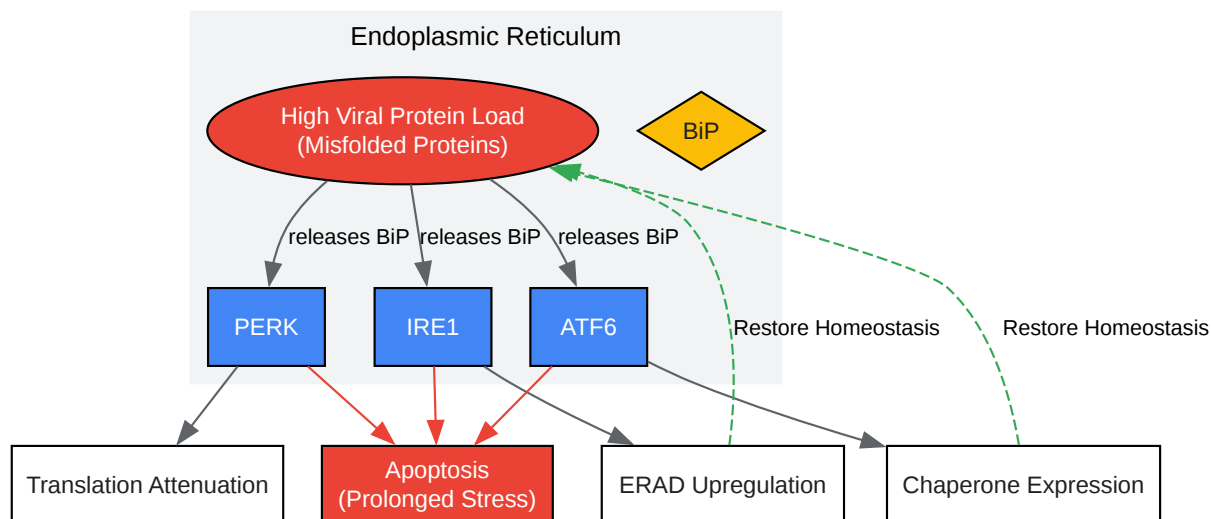 Endoplasmic Reticulum
High Viral Protein Load
(Misfolded Proteins)
BiP
releases BiP
releases BiP
releases BiP
PERK
IRE1
ATF6
Restore Homeostasis
Restore Homeostasis
Translation Attenuation
Apoptosis
(Prolonged Stress)
ERAD Upregulation
Chaperone Expression